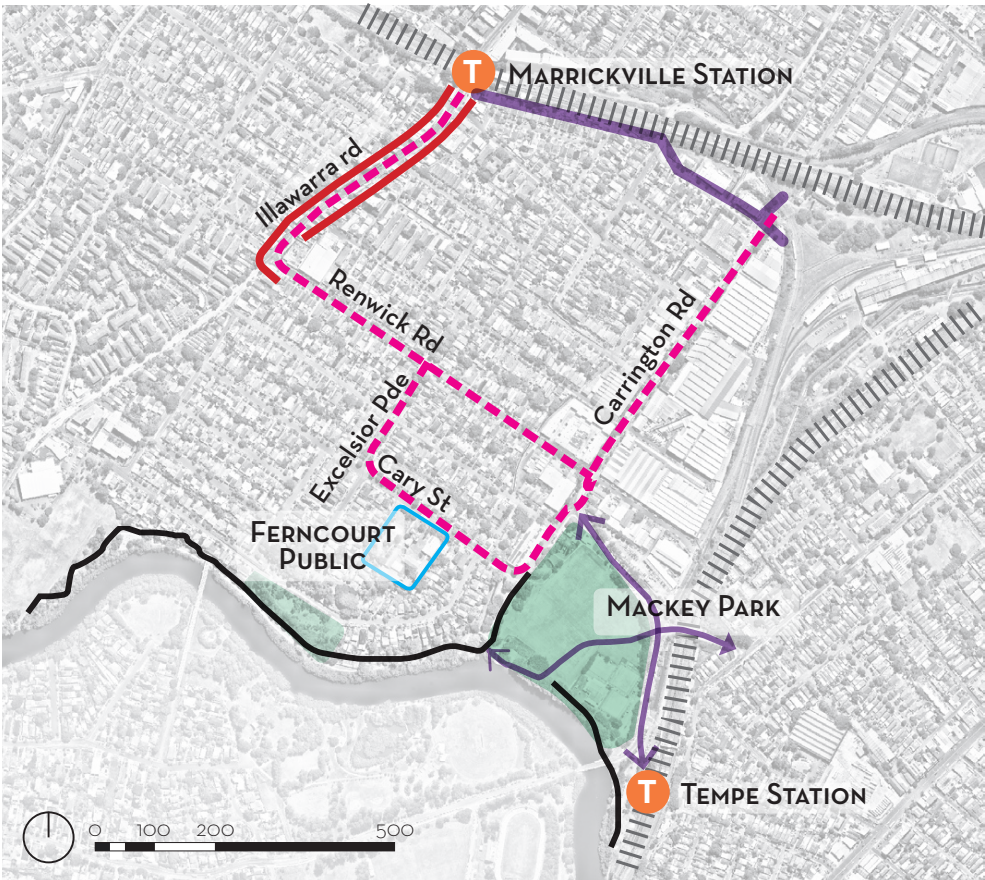 T MARRICKVILLE STATION
Illawarra rd
Renwick Rd
Carrington Rd
Excelsior Pde
Cary St
FERNCOURT
PUBLIC
MACKEY PARK
T TEMPE STATION
0 100 200 500